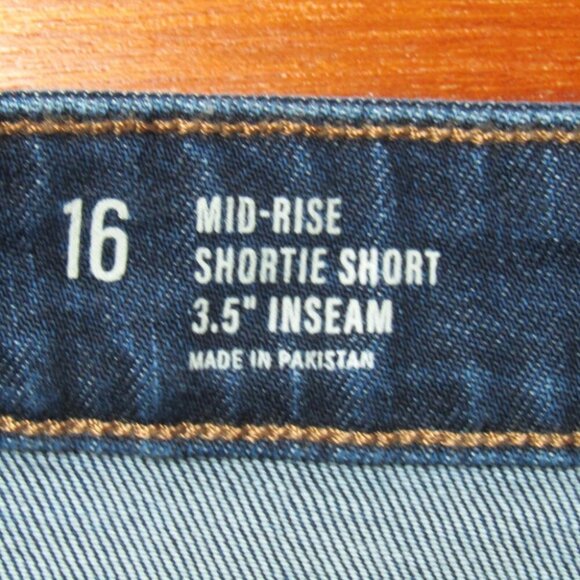 16
MID-RISE
SHORTIE SHORT
3.5" INSEAM
MADE IN PAKISTAN